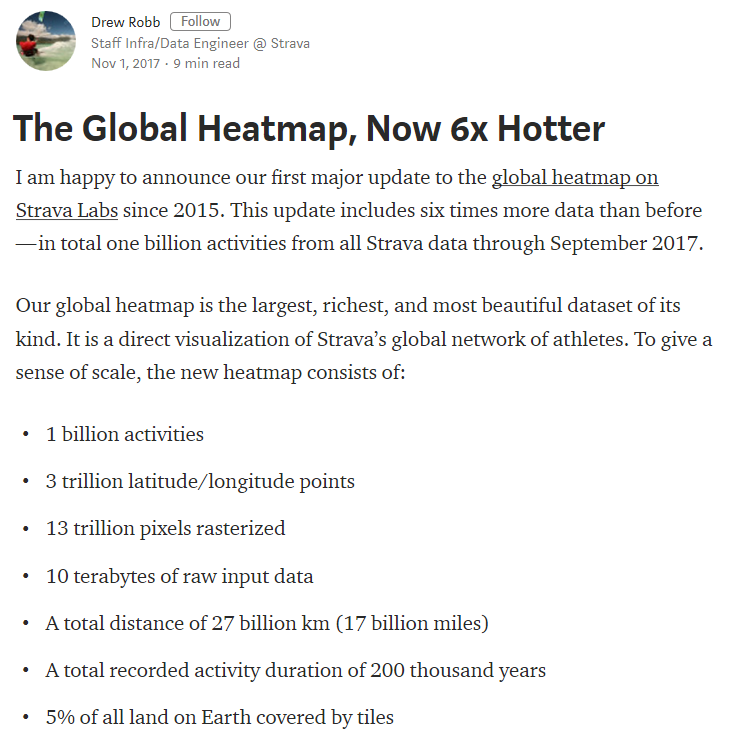 Drew Robb Follow
Staff Infra/Data Engineer @ Strava
Nov 1, 2017 · 9 min read
The Global Heatmap, Now 6x Hotter
I am happy to announce our first major update to the global heatmap on
Strava Labs since 2015. This update includes six times more data than before
—in total one billion activities from all Strava data through September 2017.
Our global heatmap is the largest, richest, and most beautiful dataset of its
kind. It is a direct visualization of Strava’s global network of athletes. To give a
sense of scale, the new heatmap consists of:
• 1 billion activities
• 3 trillion latitude/longitude points
• 13 trillion pixels rasterized
• 10 terabytes of raw input data
• A total distance of 27 billion km (17 billion miles)
• A total recorded activity duration of 200 thousand years
• 5% of all land on Earth covered by tiles